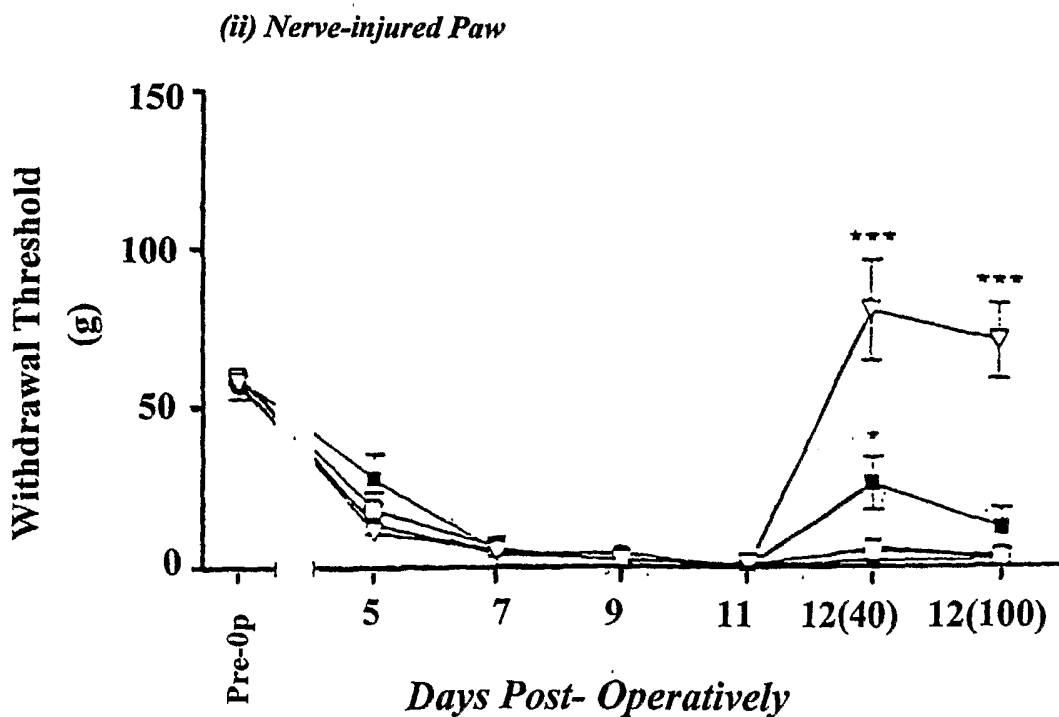 (ii) Nerve-injured Paw
Withdrawal Threshold
(g)
150
100
50
0
***
***
*
Pre-0p
5 7 9 11 12(40) 12(100)
Days Post- Operatively